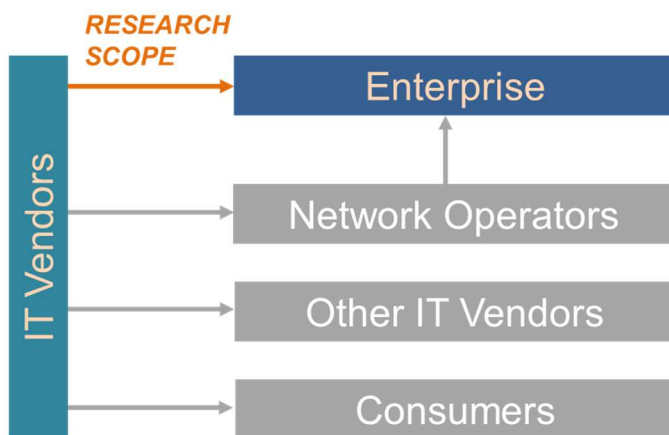 RESEARCH
SCOPE
Enterprise
IT Vendors
Network Operators
Other IT Vendors
Consumers